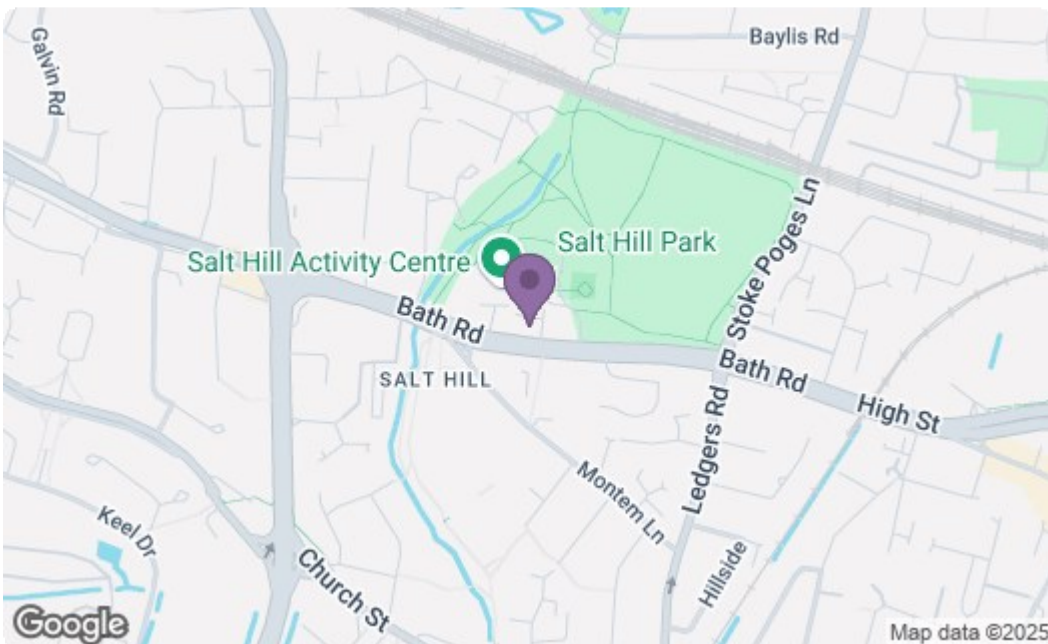 Galvin Rd
Baylis Rd
Salt Hill Activity Centre
Salt Hill Park
Stoke Poges Ln
Bath Rd
SALT HILL
Bath Rd
High St
Ledgers Rd
Montem Ln
Keel Dr
Church St
Hillside
Google
Map data ©2025